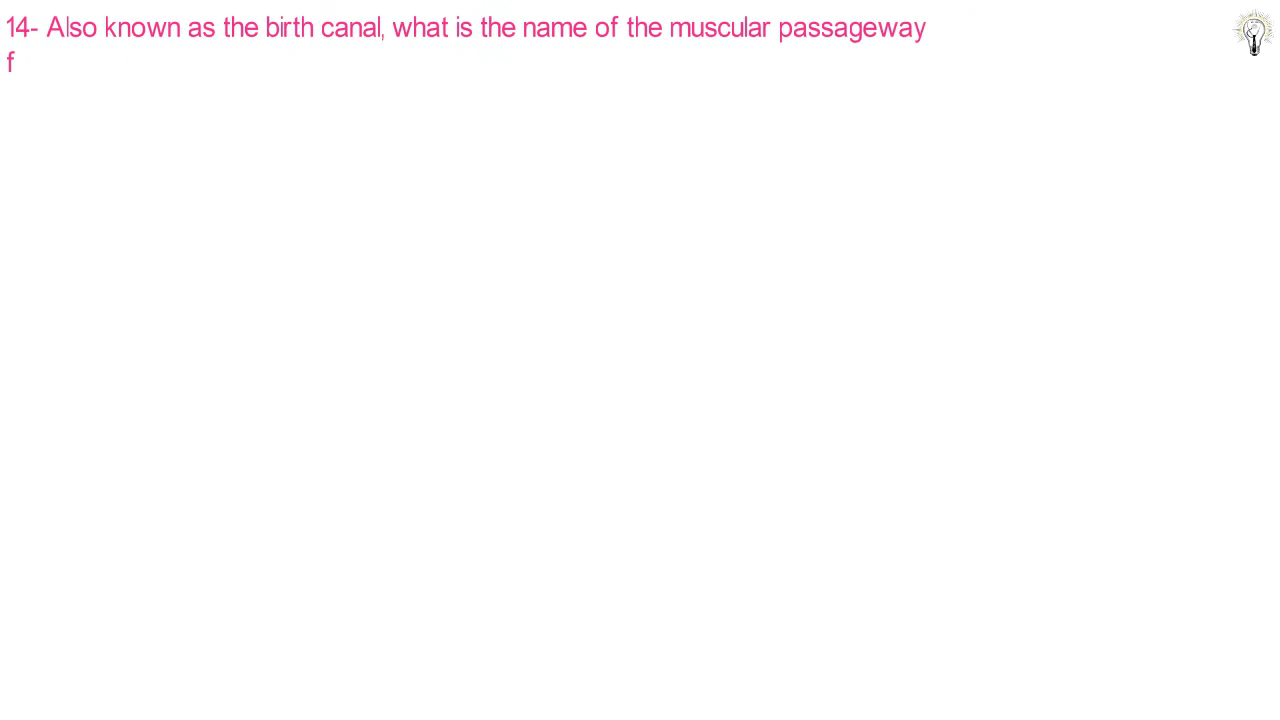 14- Also known as the birth canal, what is the name of the muscular passageway
f